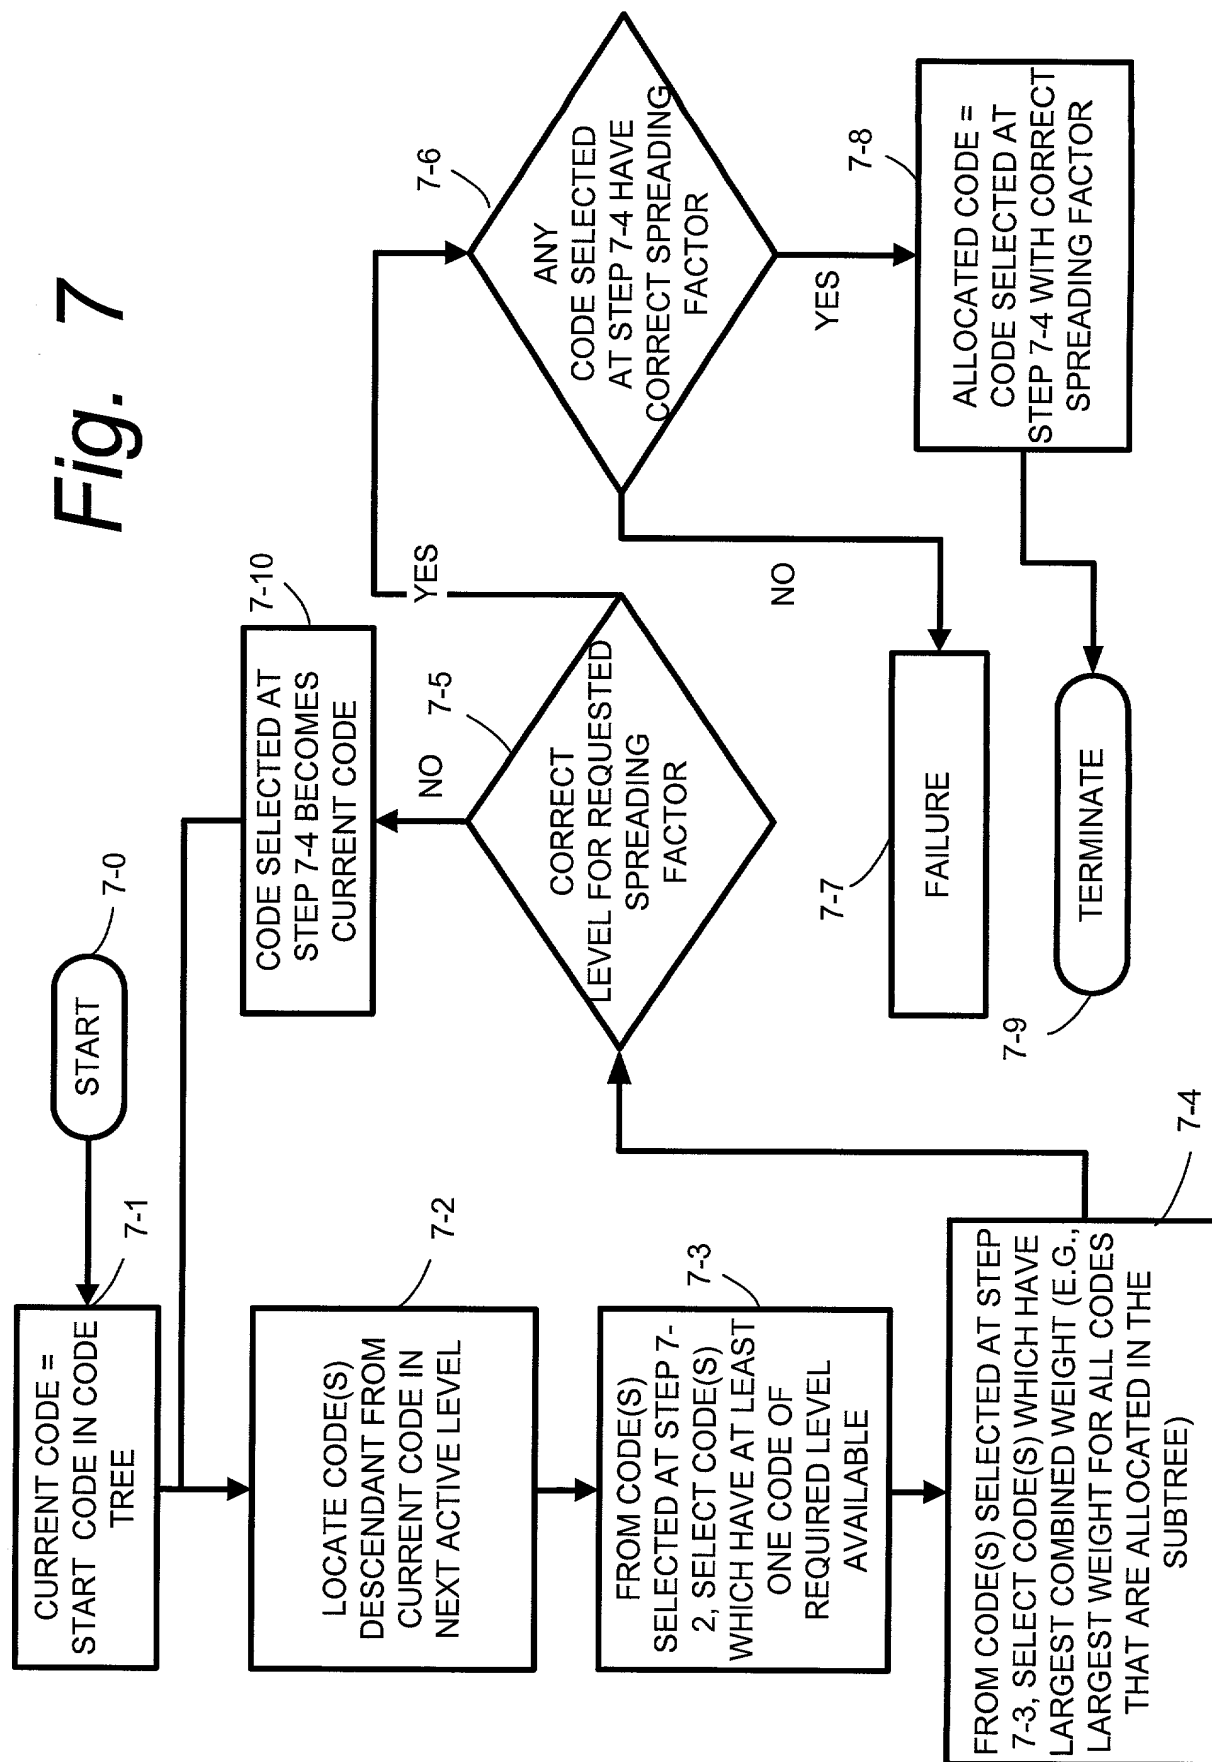 Fig. 7
START
7-0
CURRENT CODE =
START CODE IN CODE
TREE
7-1
LOCATE CODE(S)
DESCENDANT FROM
CURRENT CODE IN
NEXT ACTIVE LEVEL
7-2
FROM CODE(S)
SELECTED AT STEP 7-
2, SELECT CODE(S)
WHICH HAVE AT LEAST
ONE CODE OF
REQUIRED LEVEL
AVAILABLE
7-3
FROM CODE(S) SELECTED AT STEP
7-3, SELECT CODE(S) WHICH HAVE
LARGEST COMBINED WEIGHT (E.G.,
LARGEST WEIGHT FOR ALL CODES
THAT ARE ALLOCATED IN THE
SUBTREE)
7-4
CORRECT
LEVEL FOR REQUESTED
SPREADING
FACTOR
7-5
NO
YES
CODE SELECTED AT
STEP 7-4 BECOMES
CURRENT CODE
7-10
ANY
CODE SELECTED
AT STEP 7-4 HAVE
CORRECT SPREADING
FACTOR
7-6
NO
YES
FAILURE
7-7
ALLOCATED CODE =
CODE SELECTED AT
STEP 7-4 WITH CORRECT
SPREADING FACTOR
7-8
TERMINATE
7-9